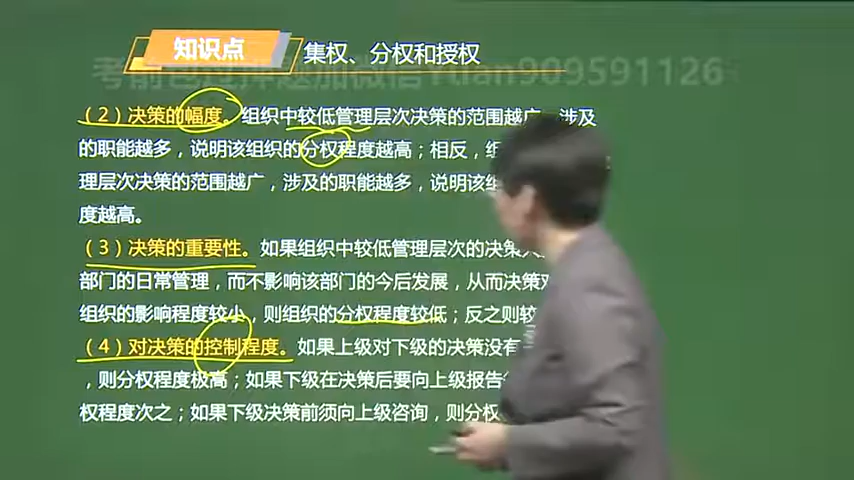 知识点
集权、分权和授权
Yuan909591126
（2）决策的幅度。组织中较低管理层次决策的范围越广，涉及
的职能越多，说明该组织的分权程度越高；相反，
理层次决策的范围越广，涉及的职能越多，说明该
度越高。
（3）决策的重要性。如果组织中较低管理层次的决策
部门的日常管理，而不影响该部门的今后发展，从而决策对
组织的影响程度较小，则组织的分权程度较低；反之则较
（4）对决策的控制程度。如果上级对下级的决策没有
，则分权程度极高；如果下级在决策后要向上级报告
权程度次之；如果下级决策前须向上级咨询，则分权